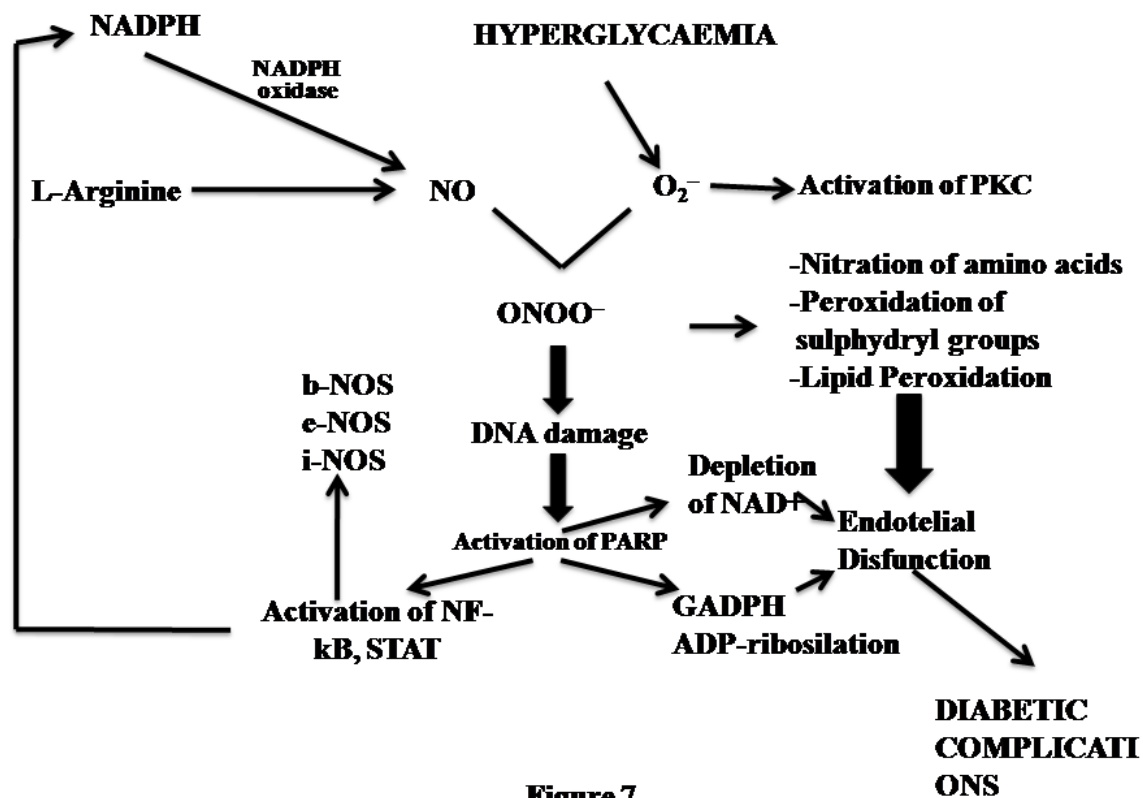 NADPH
HYPERGLYCAEMIA
NADPH
oxidase
L-Arginine
NO
O₂⁻
Activation of PKC
-Nitration of amino acids
-Peroxidation of
sulphydryl groups
-Lipid Peroxidation
ONOO⁻
b-NOS
e-NOS
i-NOS
DNA damage
Depletion
of NAD+
Endotelial
Disfunction
Activation of PARP
GADPH
ADP-ribosilation
Activation of NF-
kB, STAT
DIABETIC
COMPLICATI
ONS
Figure 7